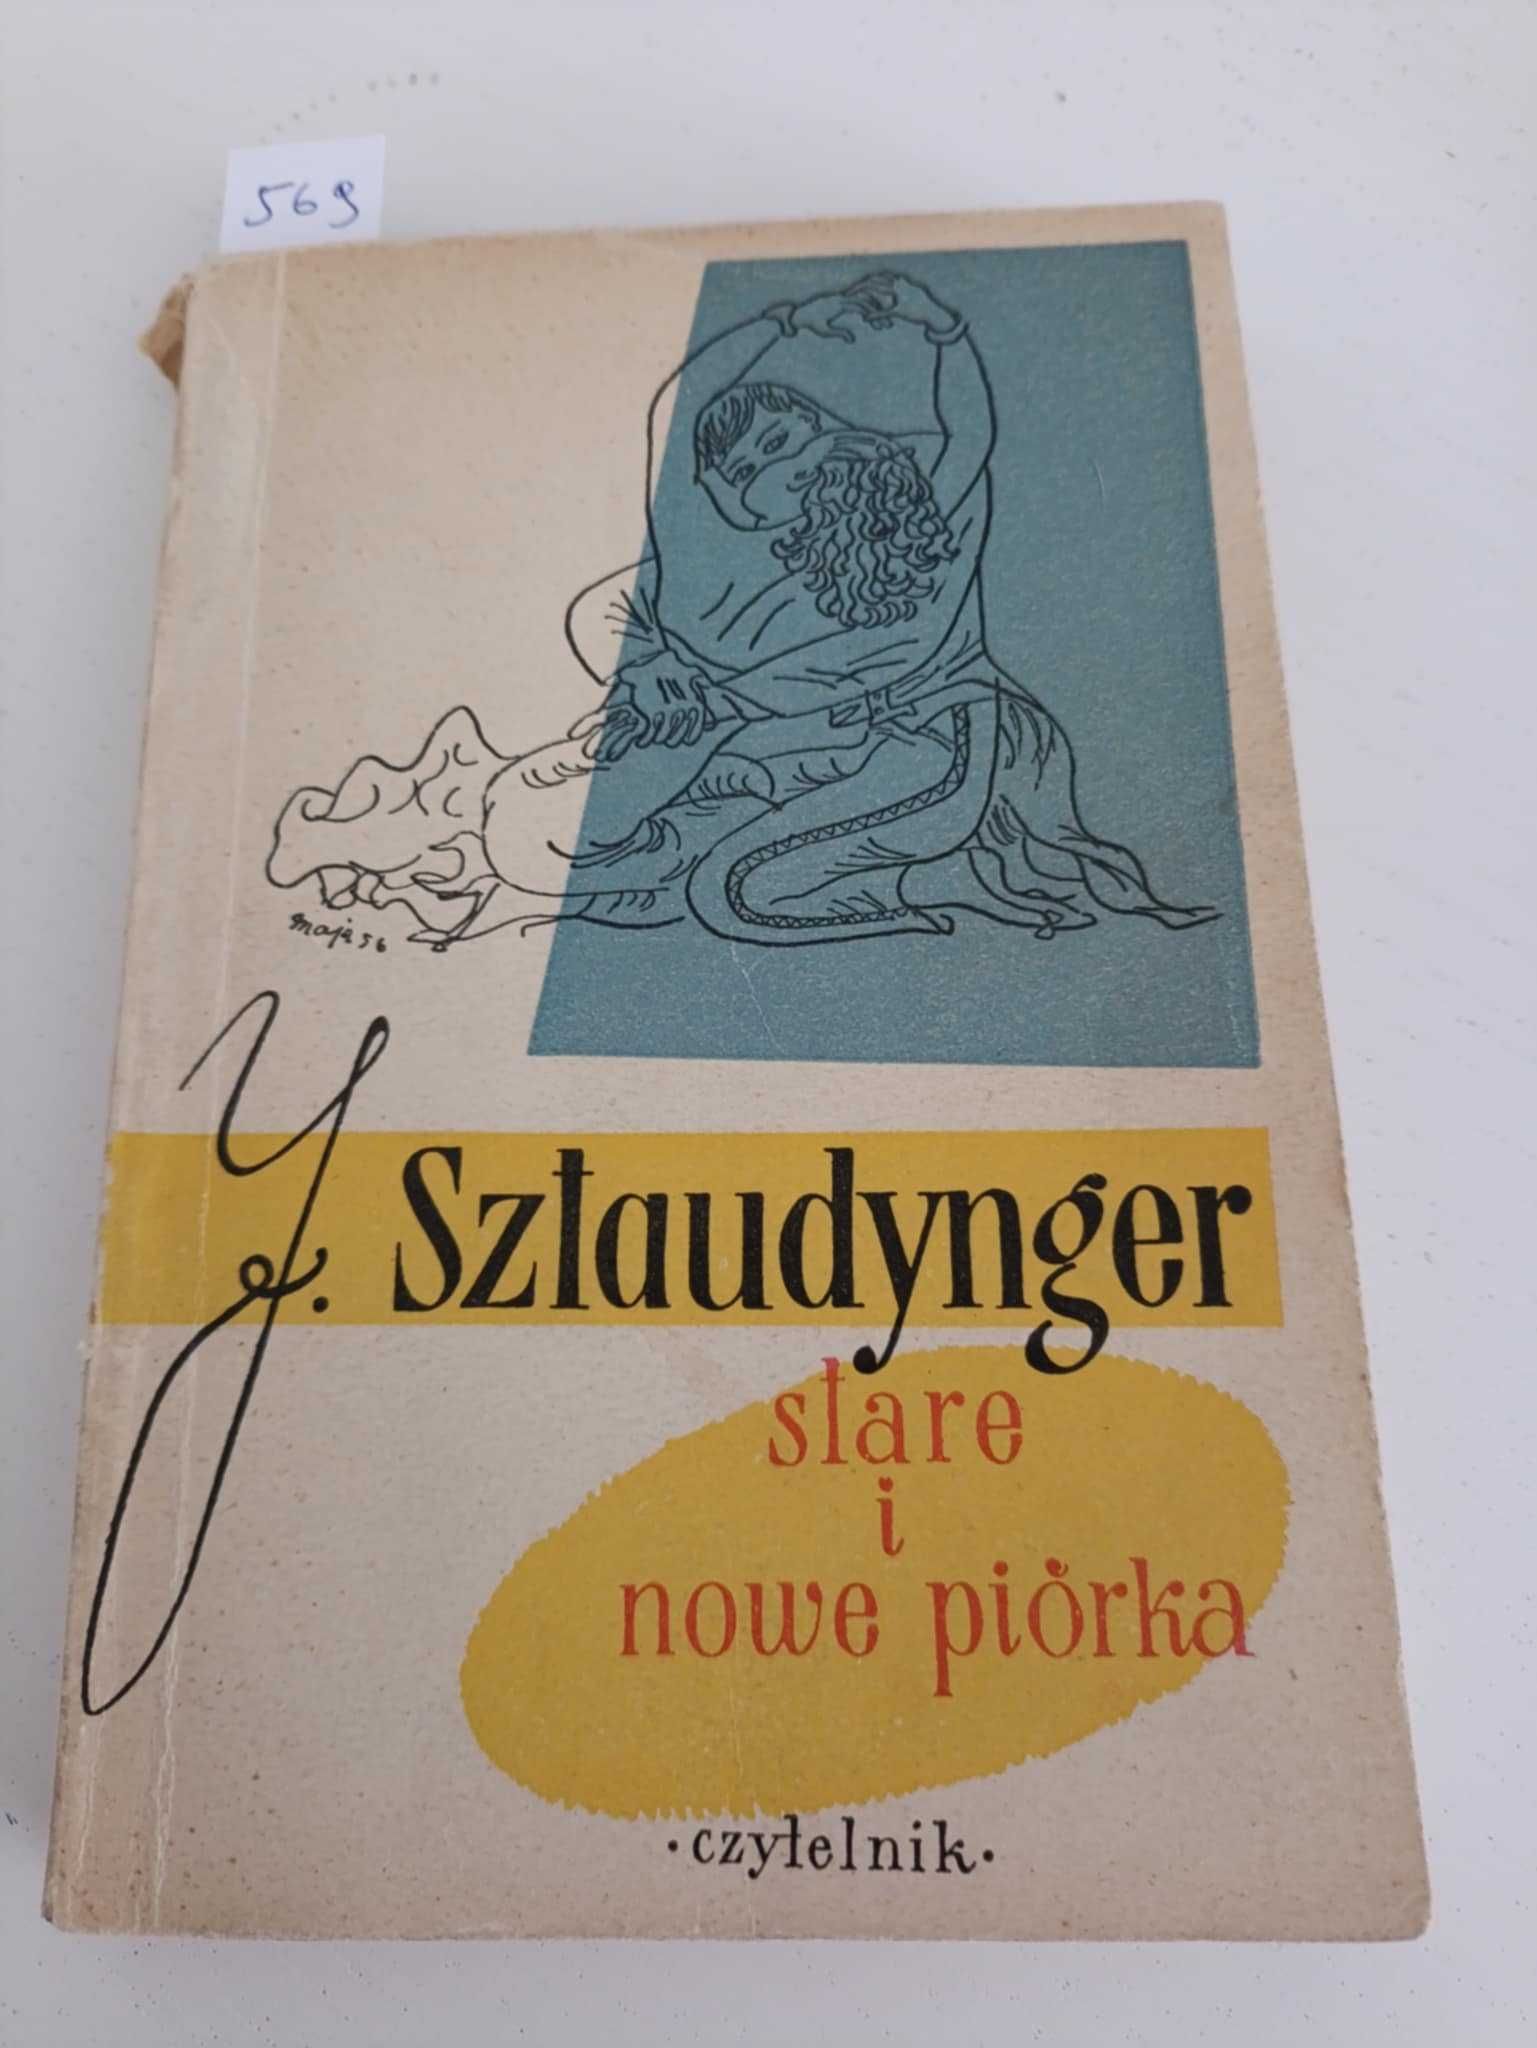 569
maja 56
J. Sztaudynger
stare
i
nowe piórka
·czytelnik·